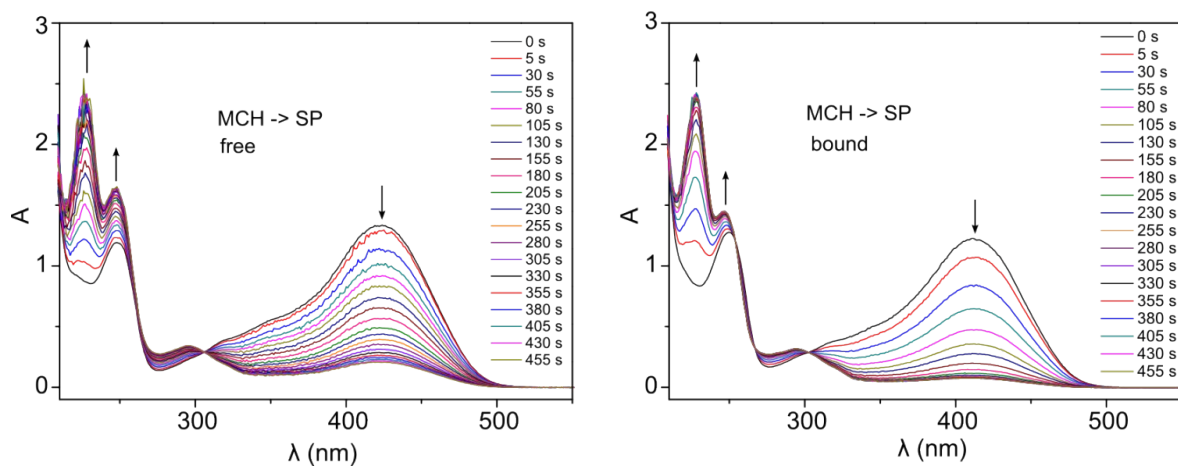 3
2
1
0
A
MCH -> SP
free
0 s
5 s
30 s
55 s
80 s
105 s
130 s
155 s
180 s
205 s
230 s
255 s
280 s
305 s
330 s
355 s
380 s
405 s
430 s
455 s
300
400
500
λ (nm)
3
2
1
0
A
MCH -> SP
bound
0 s
5 s
30 s
55 s
80 s
105 s
130 s
155 s
180 s
205 s
230 s
255 s
280 s
305 s
330 s
355 s
380 s
405 s
430 s
455 s
300
400
500
λ (nm)